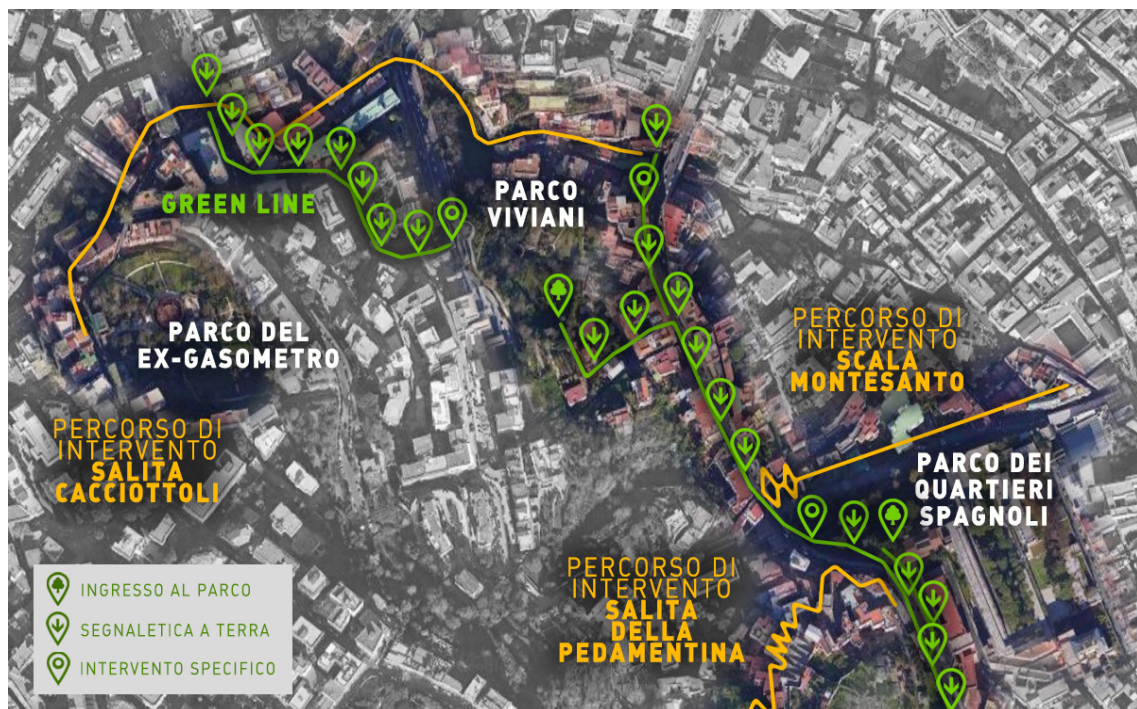 GREEN LINE
PARCO
VIVIANI
PARCO DEL
EX-GASOMETRO
PERCORSO DI
INTERVENTO
SCALA
MONTESANTO
PERCORSO DI
INTERVENTO
SALITA
CACCIOTTOLI
PARCO DEI
QUARTIERI
SPAGNOLI
PERCORSO DI
INTERVENTO
SALITA
DELLA
PEDAMENTINA
INGRESSO AL PARCO
SEGNALETICA A TERRA
INTERVENTO SPECIFICO